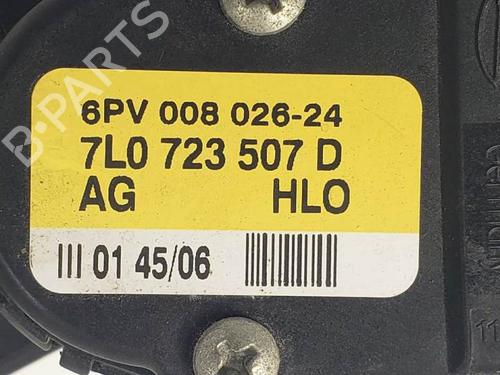 B-PARTS
6PV 008 026-24
7L0 723 507 D
AG HLO
III 01 45/06